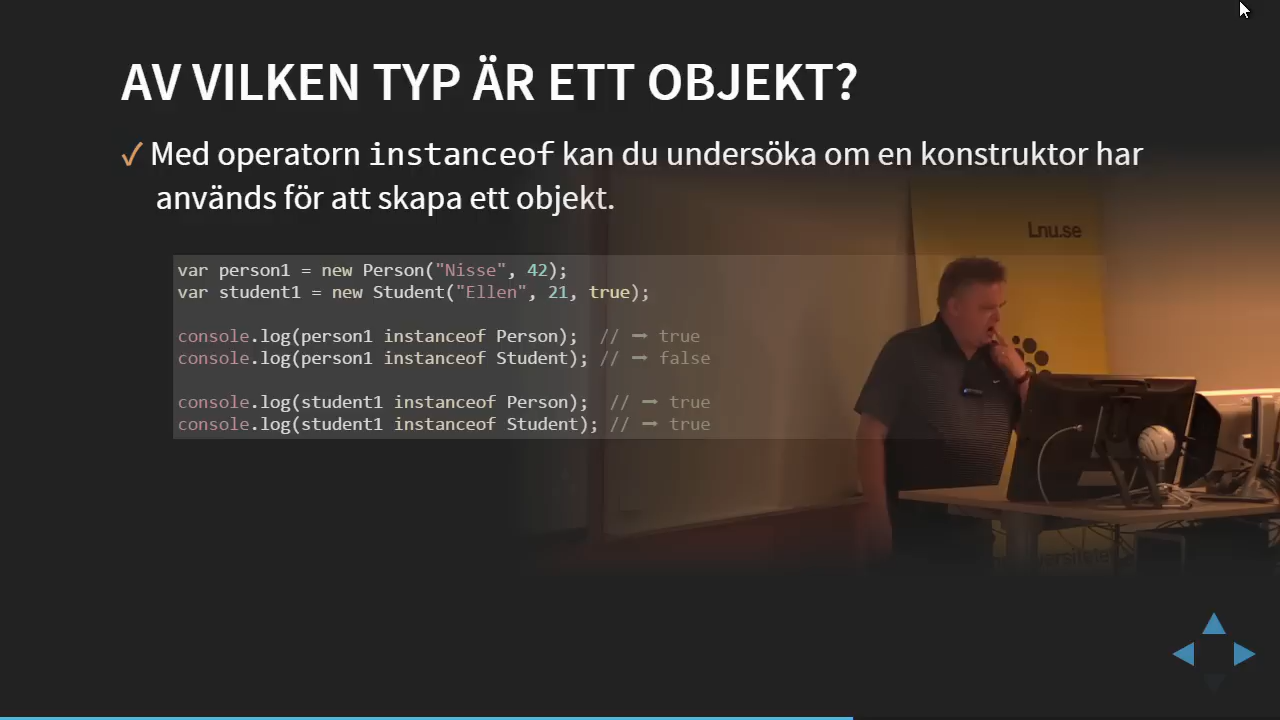 AV VILKEN TYP ÄR ETT OBJEKT?
✓ Med operatorn instanceof kan du undersöka om en konstruktor har
används för att skapa ett objekt.
Lnu.se
var person1 = new Person("Nisse", 42);
var student1 = new Student("Ellen", 21, true);
console.log(person1 instanceof Person);  // ➡ true
console.log(person1 instanceof Student); // ➡ false
console.log(student1 instanceof Person);  // ➡ true
console.log(student1 instanceof Student); // ➡ true